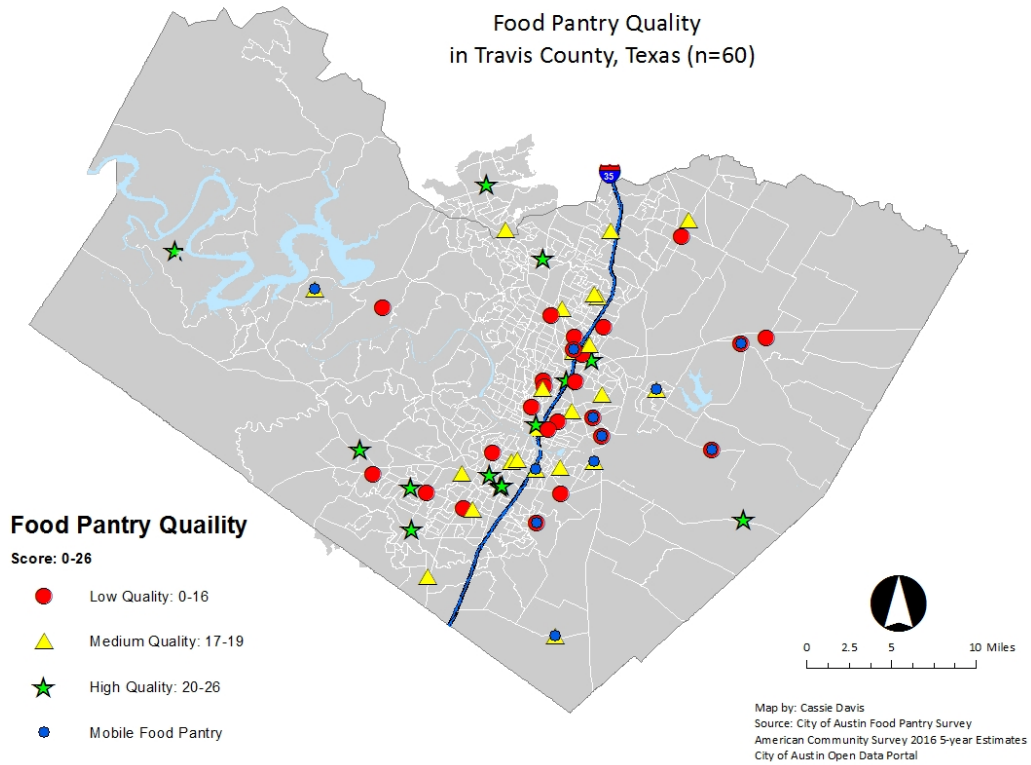 Food Pantry Quality
in Travis County, Texas (n=60)
35
Food Pantry Quaility
Score: 0-26
Low Quality: 0-16
Medium Quality: 17-19
High Quality: 20-26
Mobile Food Pantry
0 2.5 5 10 Miles
Map by: Cassie Davis
Source: City of Austin Food Pantry Survey
American Community Survey 2016 5-year Estimates
City of Austin Open Data Portal